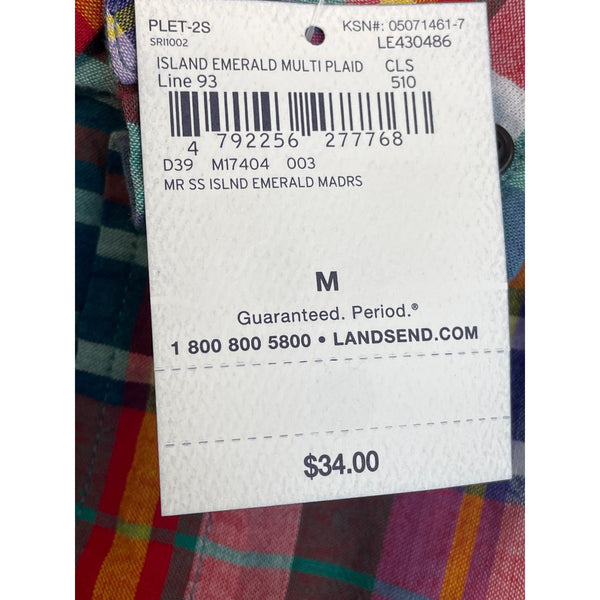 PLET-2S KSN#: 05071461-7
SRI1002 LE430486
ISLAND EMERALD MULTI PLAID CLS
Line 93 510
4 792256 277768
D39 M17404 003
MR SS ISLND EMERALD MADRS
M
Guaranteed. Period.®
1 800 800 5800 • LANDSEND.COM
$34.00